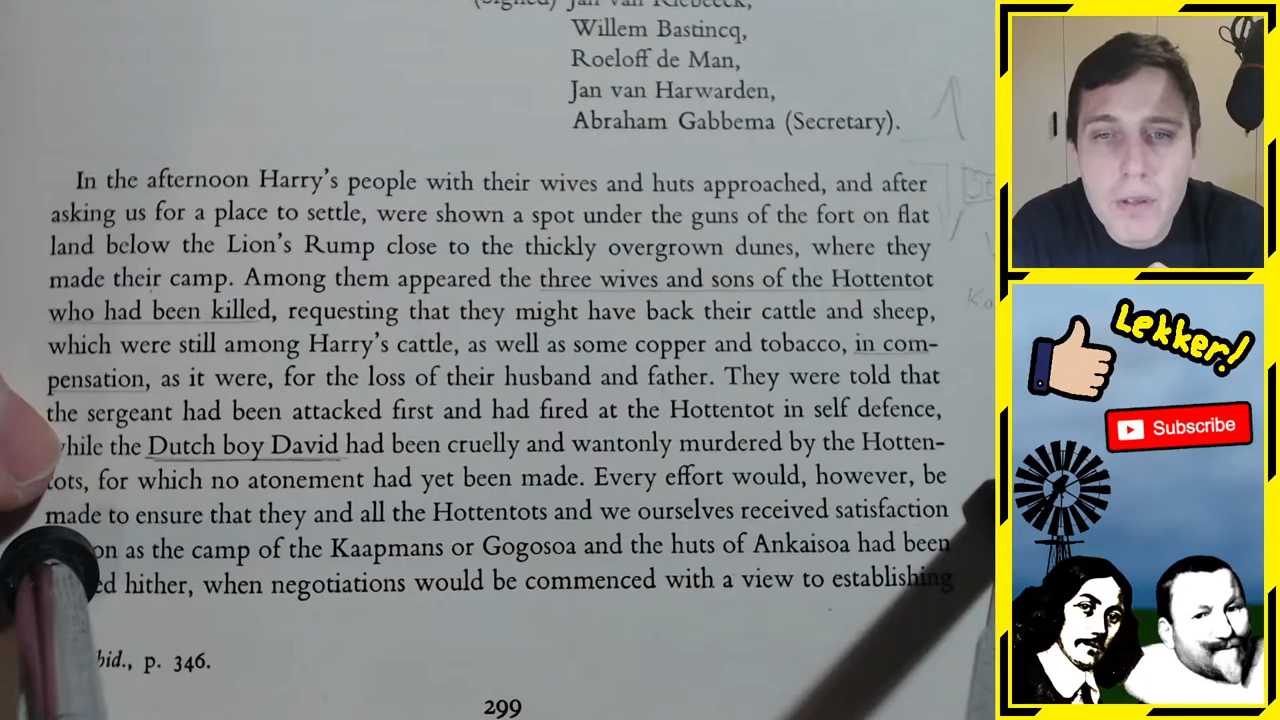 (Signed) Jan van Riebeeck,
Willem Bastincq,
Roeloff de Man,
Jan van Harwarden,
Abraham Gabbema (Secretary).
In the afternoon Harry's people with their wives and huts approached, and after
asking us for a place to settle, were shown a spot under the guns of the fort on flat
land below the Lion's Rump close to the thickly overgrown dunes, where they
made their camp. Among them appeared the three wives and sons of the Hottentot
who had been killed, requesting that they might have back their cattle and sheep,
which were still among Harry's cattle, as well as some copper and tobacco, in com-
pensation, as it were, for the loss of their husband and father. They were told that
the sergeant had been attacked first and had fired at the Hottentot in self defence,
while the Dutch boy David had been cruelly and wantonly murdered by the Hotten-
tots, for which no atonement had yet been made. Every effort would, however, be
made to ensure that they and all the Hottentots and we ourselves received satisfaction
on as the camp of the Kaapmans or Gogosoa and the huts of Ankaisoa had been
ed hither, when negotiations would be commenced with a view to establishing
bid., p. 346.
299
Lekker!
Subscribe